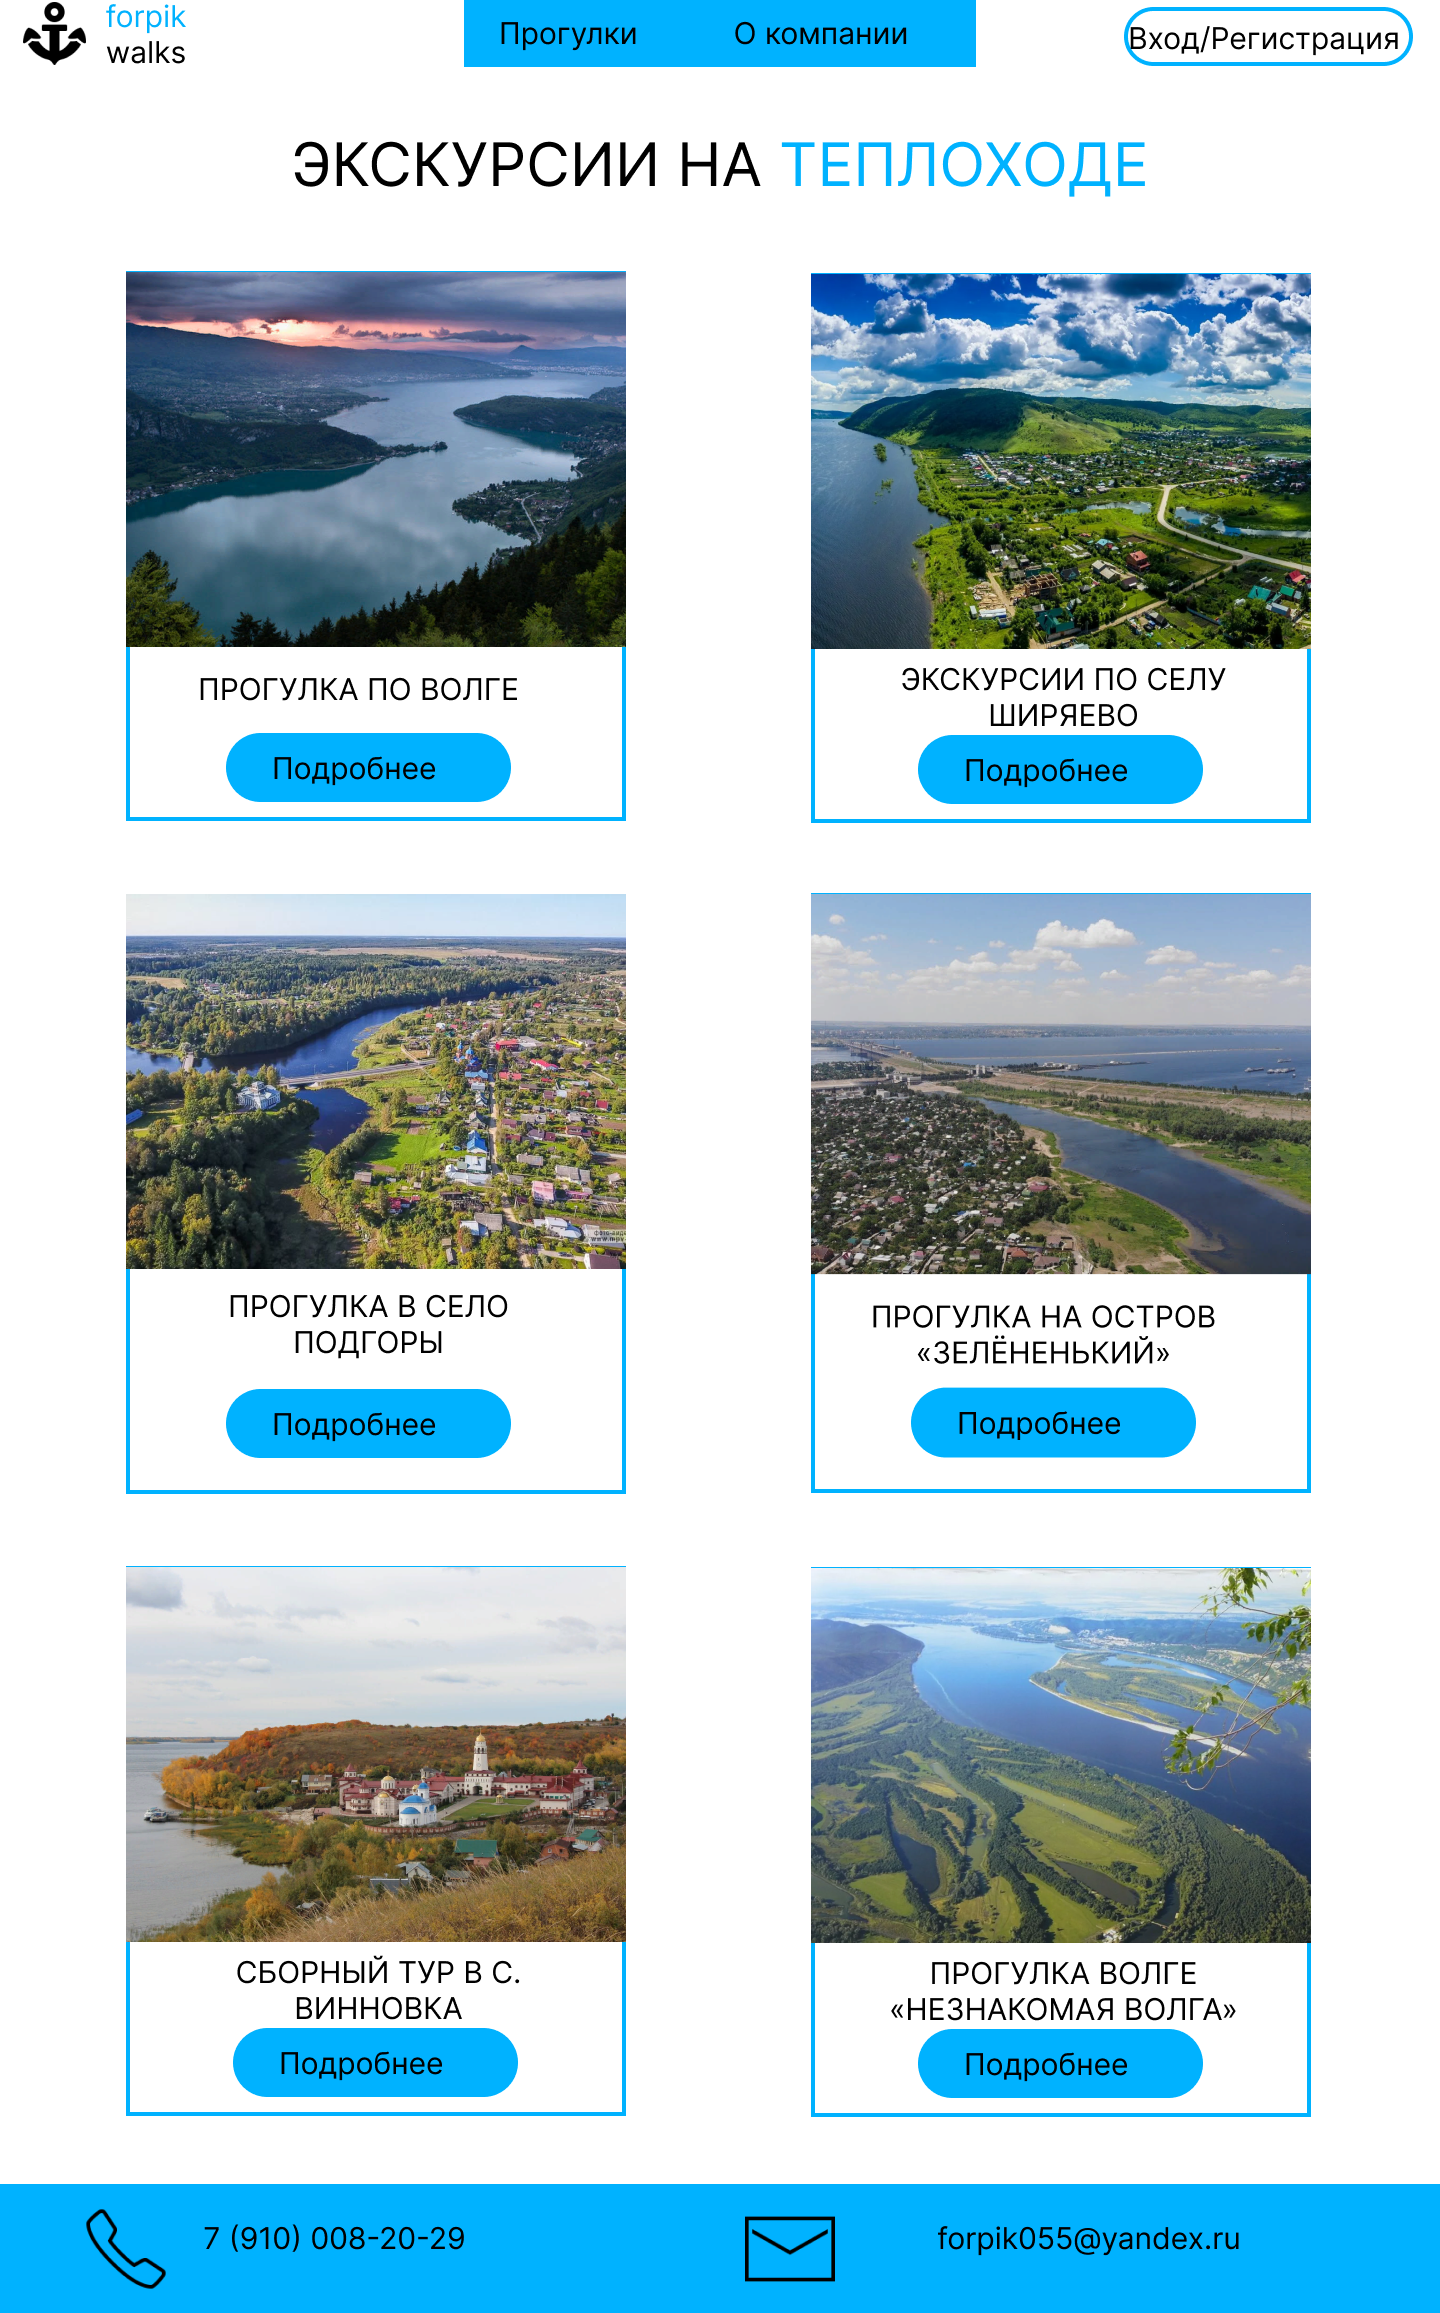 forpik
walks
Прогулки
О компании
Вход/Регистрация
ЭКСКУРСИИ НА ТЕПЛОХОДЕ
ПРОГУЛКА ПО ВОЛГЕ
Подробнее
ЭКСКУРСИИ ПО СЕЛУ
ШИРЯЕВО
Подробнее
ПРОГУЛКА В СЕЛО
ПОДГОРЫ
Подробнее
ПРОГУЛКА НА ОСТРОВ
«ЗЕЛЁНЕНЬКИЙ»
Подробнее
СБОРНЫЙ ТУР В С.
ВИННОВКА
Подробнее
ПРОГУЛКА ВОЛГЕ
«НЕЗНАКОМАЯ ВОЛГА»
Подробнее
7 (910) 008-20-29
forpik055@yandex.ru